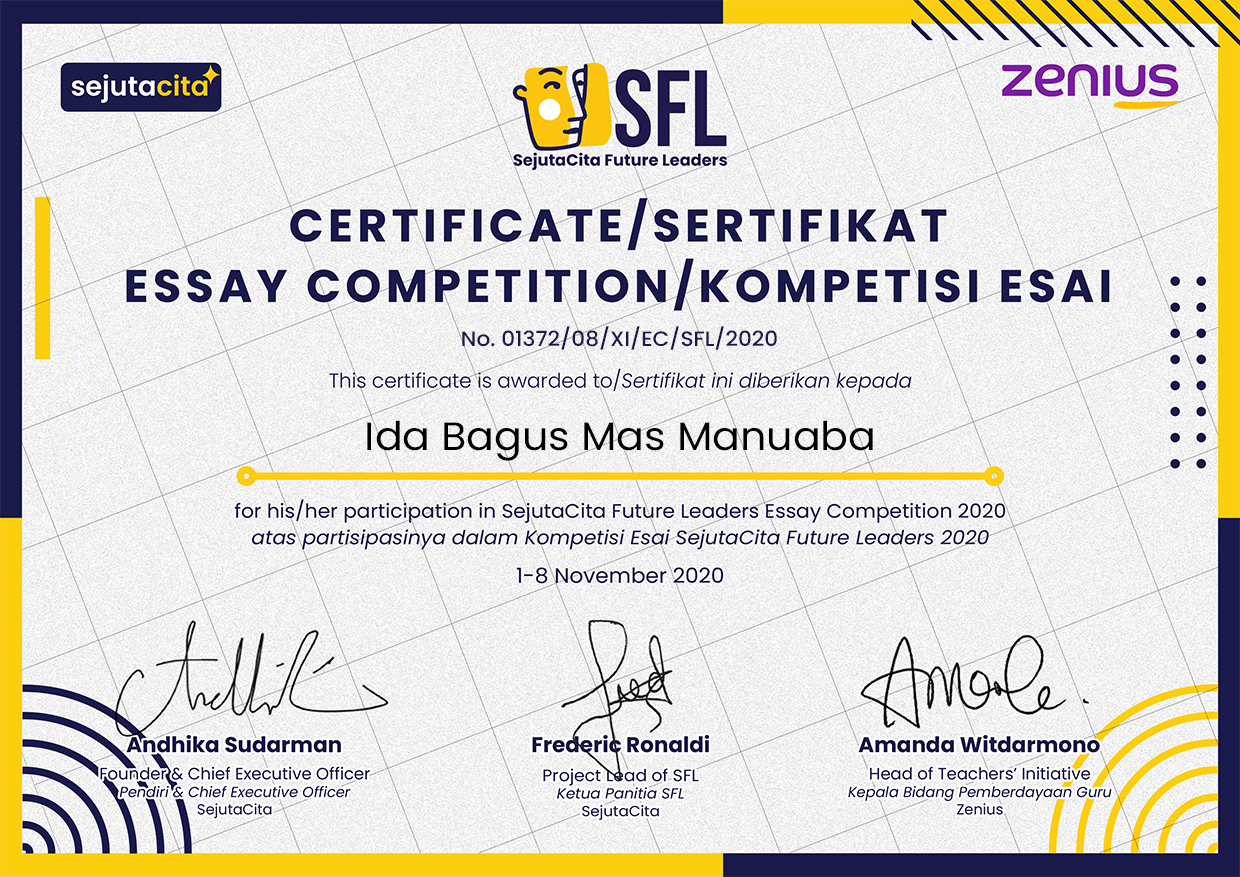 sejutacita
SFL
SejutaCita Future Leaders
zenius
CERTIFICATE/SERTIFIKAT
ESSAY COMPETITION/KOMPETISI ESAI
No. 01372/08/XI/EC/SFL/2020
This certificate is awarded to/Sertifikat ini diberikan kepada
Ida Bagus Mas Manuaba
for his/her participation in SejutaCita Future Leaders Essay Competition 2020
atas partisipasinya dalam Kompetisi Esai SejutaCita Future Leaders 2020
1-8 November 2020
Andhika Sudarman
Founder & Chief Executive Officer
Pendiri & Chief Executive Officer
SejutaCita
Frederic Ronaldi
Project Lead of SFL
Ketua Panitia SFL
SejutaCita
Amanda Witdarmono
Head of Teachers' Initiative
Kepala Bidang Pemberdayaan Guru
Zenius